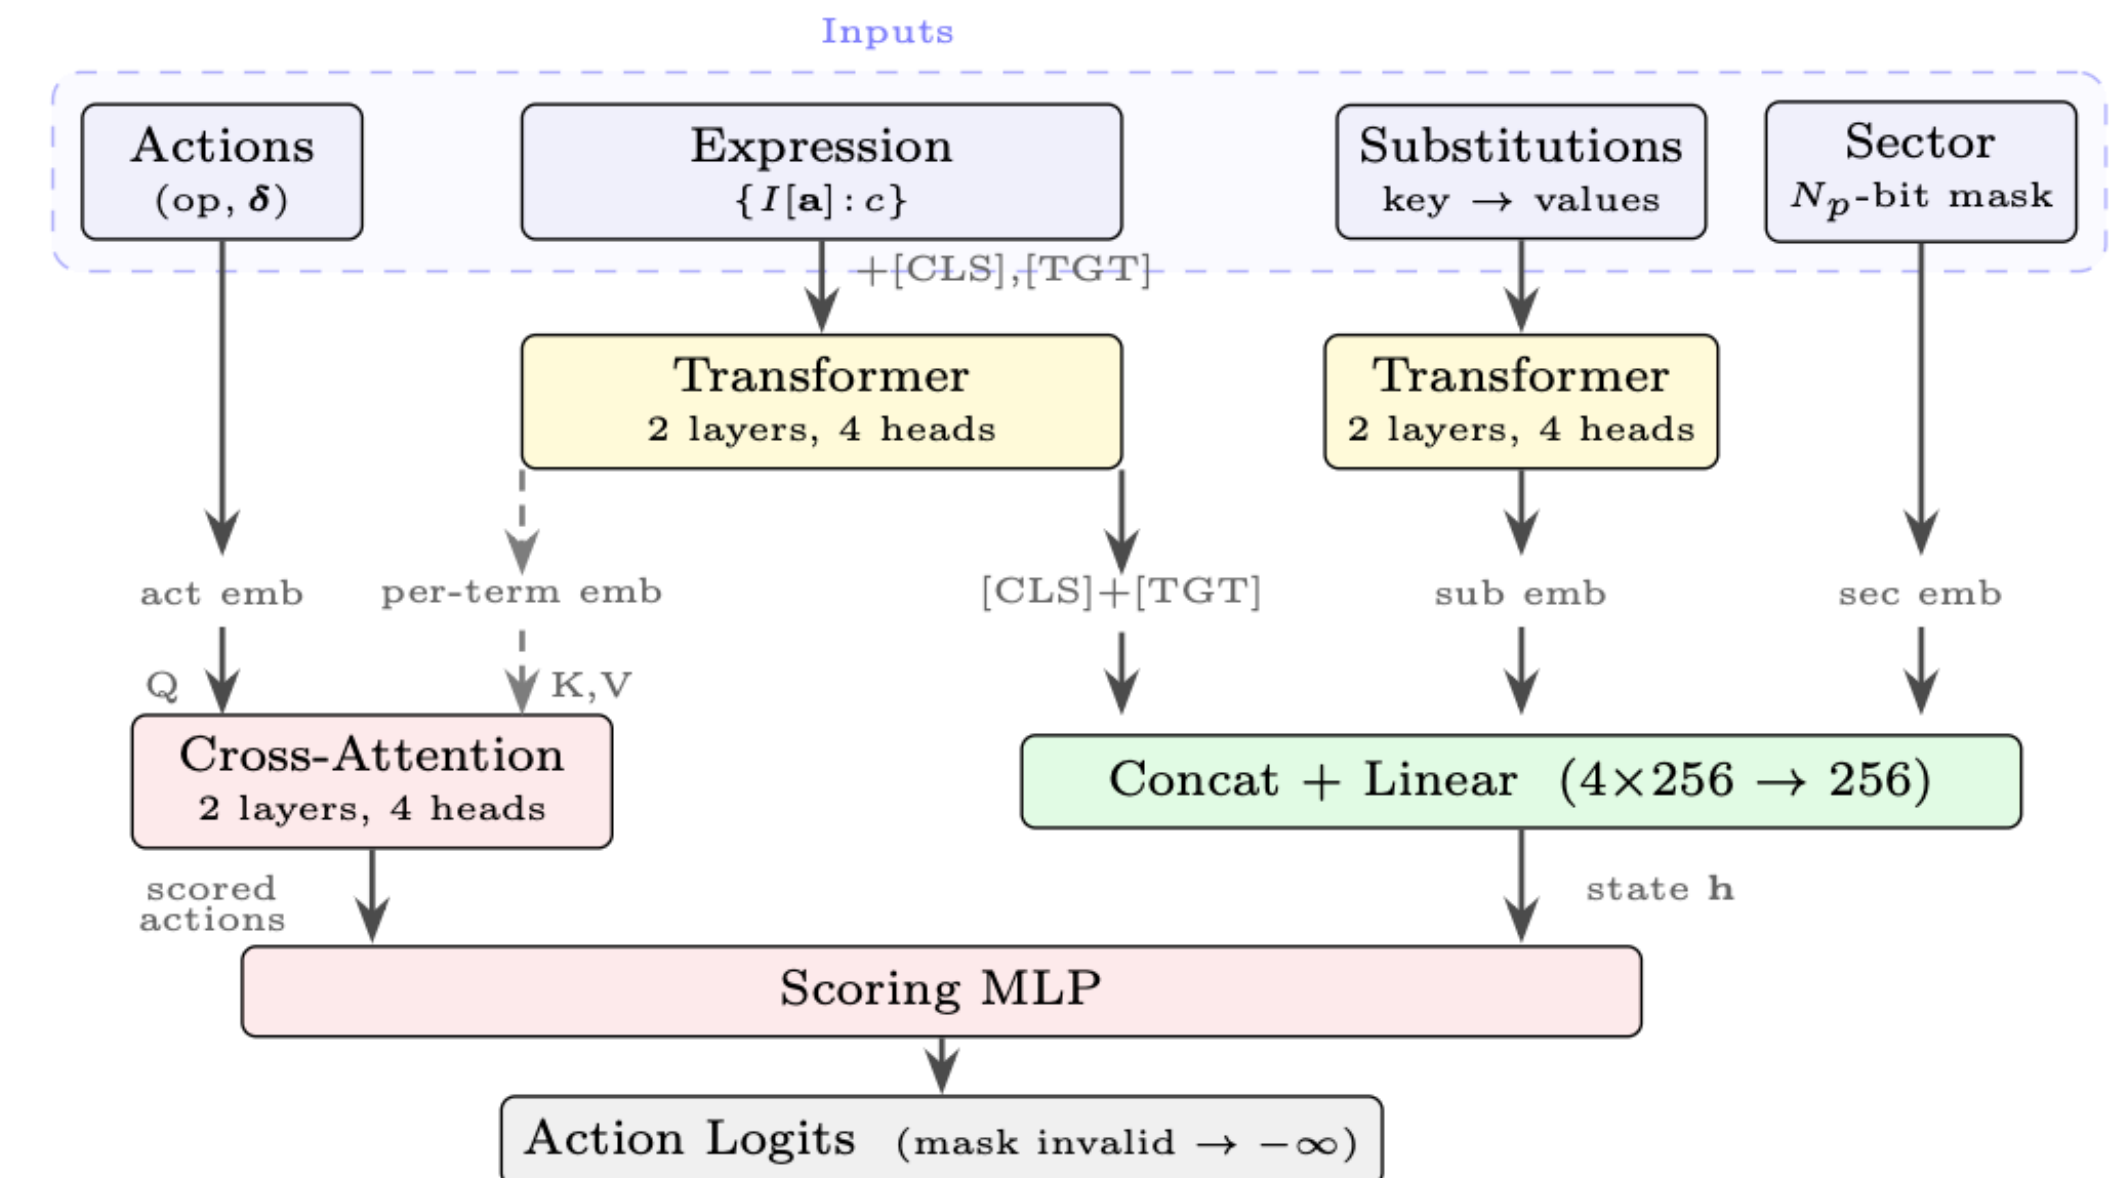 Inputs
Actions
(op, δ)
Expression
{I[a] : c}
Substitutions
key → values
Sector
Nₚ-bit mask
+[CLS],[TGT]
Transformer
2 layers, 4 heads
Transformer
2 layers, 4 heads
act emb
per-term emb
[CLS]+[TGT]
sub emb
sec emb
Q
K,V
Cross-Attention
2 layers, 4 heads
Concat + Linear (4×256 → 256)
scored
actions
state h
Scoring MLP
Action Logits (mask invalid → −∞)